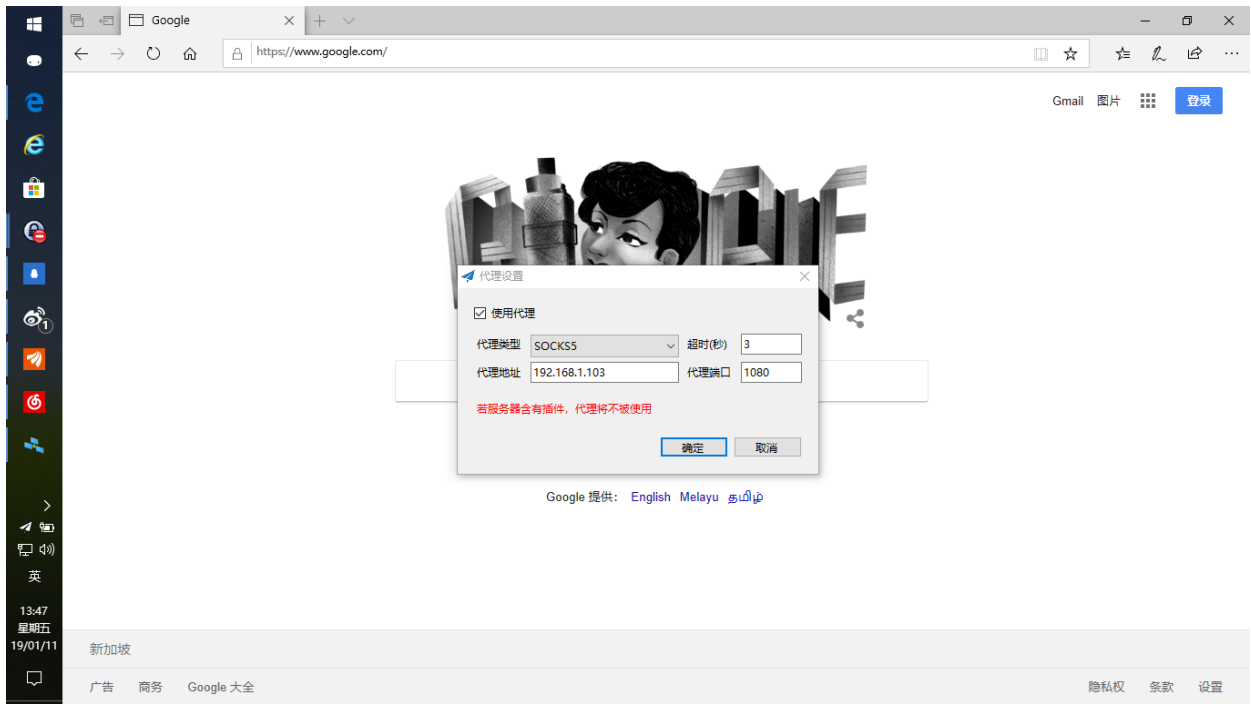 Google
https://www.google.com/
Gmail 图片 登录
代理设置
使用代理
代理类型 SOCKS5 超时(秒) 3
代理地址 192.168.1.103 代理端口 1080
若服务器含有插件，代理将不被使用
确定 取消
Google 提供： English Melayu தமிழ்
英
13:47
星期五
19/01/11
新加坡
广告 商务 Google 大全 隐私权 条款 设置
1